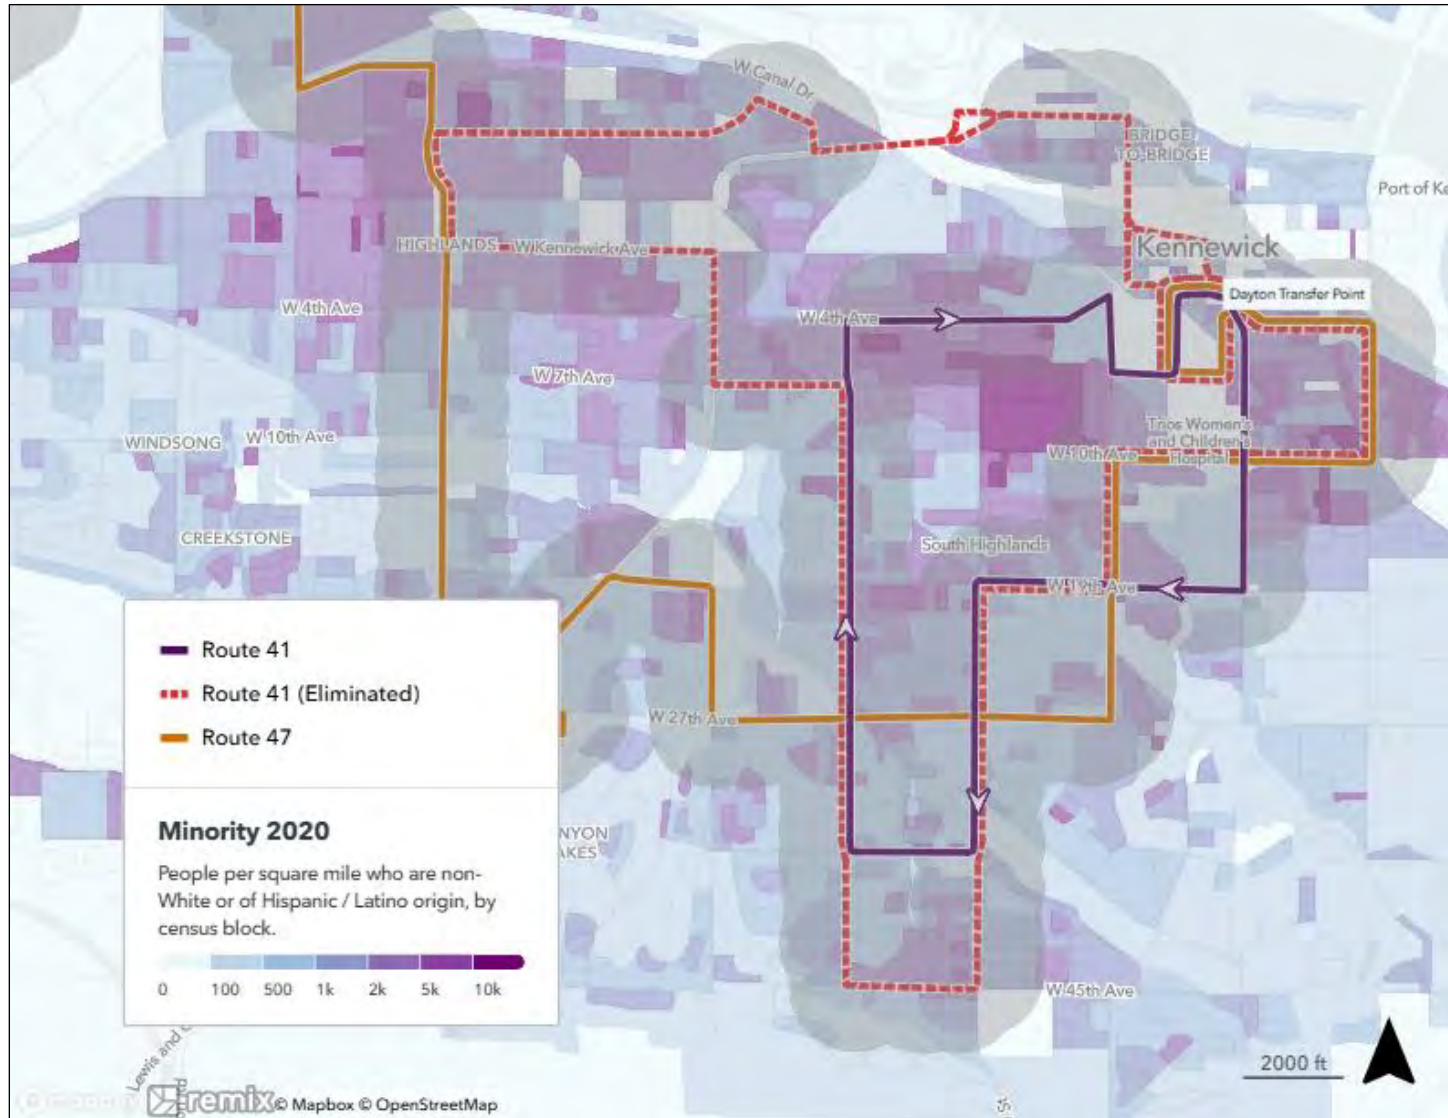 W Canal Dr
BRIDGE
TO-BRIDGE
Port of Ke
HIGHLANDS
W Kennewick Ave
Kennewick
Dayton Transfer Point
W 4th Ave
W 4th Ave
W 7th Ave
WINDSONG
W 10th Ave
Trios Women's
and Children's
Hospital
W 10th Ave
CREEKSTONE
South Highlands
W 19th Ave
W 27th Ave
NYON
AKES
W 45th Ave
Route 41
Route 41 (Eliminated)
Route 47
Minority 2020
People per square mile who are non-
White or of Hispanic / Latino origin, by
census block.
0 100 500 1k 2k 5k 10k
Lewis and C
2000 ft
remix © Mapbox © OpenStreetMap